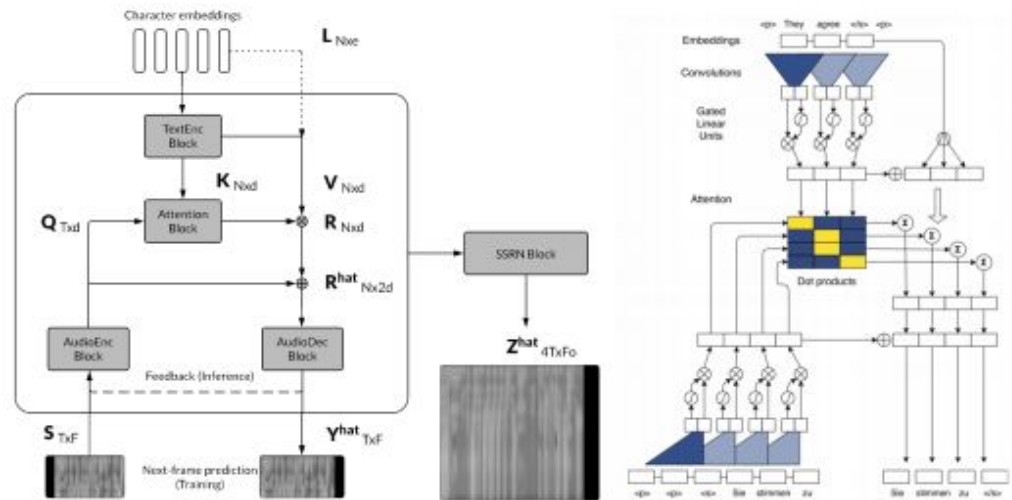 Character embeddings
L Nxe
TextEnc
Block
K Nxd
V Nxd
Q Txd
Attention
Block
R Nxd
R hat Nx2d
AudioEnc
Block
AudioDec
Block
Feedback (Inference)
S TxF
Y hat TxF
Next-frame prediction
(Training)
SSRN Block
Z hat 4TxFo
<p> They agree </s> <p>
Embeddings
Convolutions
Gated
Linear
Units
Attention
Σ Σ Σ Σ
Dot products
<p> <p> <s> Sie stimmen zu
Sie stimmen zu </s>